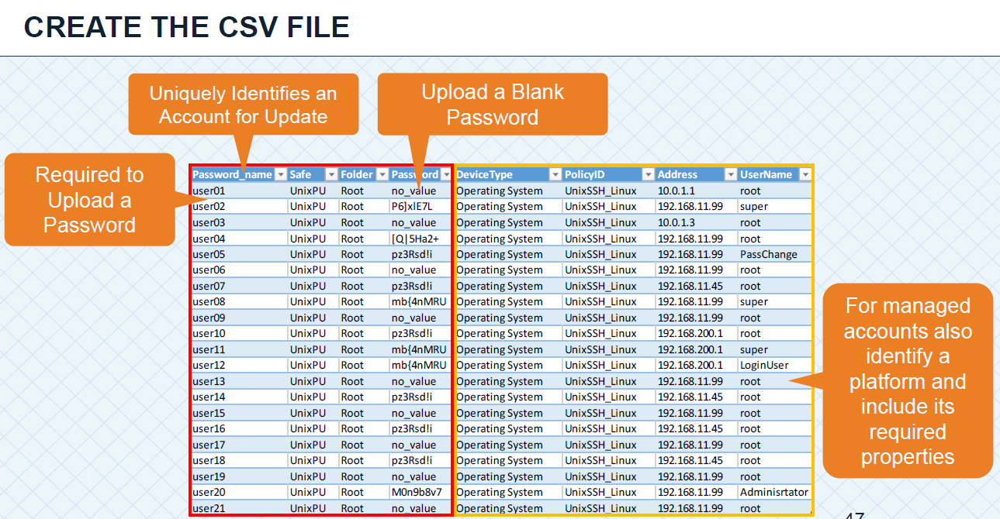 CREATE THE CSV FILE
Uniquely Identifies an
Account for Update
Upload a Blank
Password
Required to
Upload a
Password
Password_name Safe Folder Password DeviceType PolicyID Address UserName
user01 UnixPU Root no_value Operating System UnixSSH_Linux 10.0.1.1 root
user02 UnixPU Root P6]xlE7L Operating System UnixSSH_Linux 192.168.11.99 super
user03 UnixPU Root no_value Operating System UnixSSH_Linux 10.0.1.3 root
user04 UnixPU Root [Q|5Ha2+ Operating System UnixSSH_Linux 192.168.11.99 root
user05 UnixPU Root pz3Rsd!i Operating System UnixSSH_Linux 192.168.11.99 PassChange
user06 UnixPU Root no_value Operating System UnixSSH_Linux 192.168.11.99 root
user07 UnixPU Root pz3Rsd!i Operating System UnixSSH_Linux 192.168.11.45 root
user08 UnixPU Root mb{4nMRU Operating System UnixSSH_Linux 192.168.11.99 super
user09 UnixPU Root no_value Operating System UnixSSH_Linux 192.168.11.99 root
user10 UnixPU Root pz3Rsd!i Operating System UnixSSH_Linux 192.168.200.1 root
user11 UnixPU Root mb{4nMRU Operating System UnixSSH_Linux 192.168.200.1 super
user12 UnixPU Root mb{4nMRU Operating System UnixSSH_Linux 192.168.200.1 LoginUser
user13 UnixPU Root no_value Operating System UnixSSH_Linux 192.168.11.99 root
user14 UnixPU Root pz3Rsd!i Operating System UnixSSH_Linux 192.168.11.45 root
user15 UnixPU Root no_value Operating System UnixSSH_Linux 192.168.11.99 root
user16 UnixPU Root pz3Rsd!i Operating System UnixSSH_Linux 192.168.11.45 root
user17 UnixPU Root no_value Operating System UnixSSH_Linux 192.168.11.99 root
user18 UnixPU Root pz3Rsd!i Operating System UnixSSH_Linux 192.168.11.45 root
user19 UnixPU Root no_value Operating System UnixSSH_Linux 192.168.11.99 root
user20 UnixPU Root M0n9b8v7 Operating System UnixSSH_Linux 192.168.11.99 Adminisrtator
user21 UnixPU Root no_value Operating System UnixSSH_Linux 192.168.11.99 root
For managed
accounts also
identify a
platform and
include its
required
properties
47